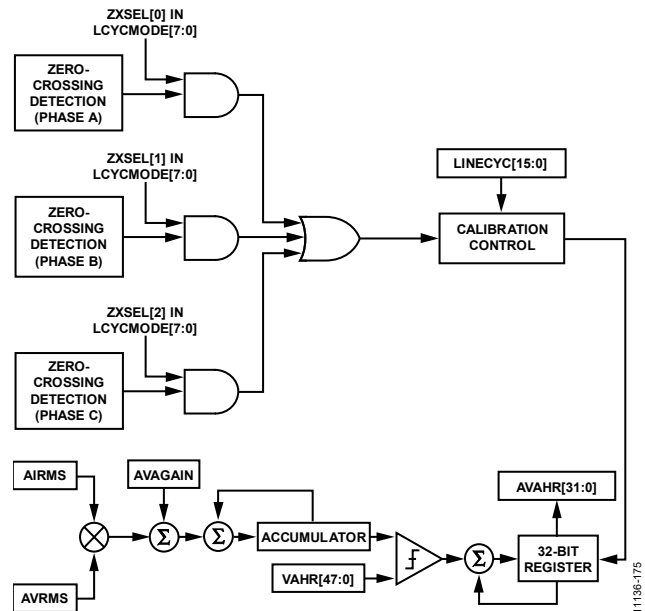 ZXSEL[0] IN
LCYCMODE[7:0]
ZERO-
CROSSING
DETECTION
(PHASE A)
ZXSEL[1] IN
LCYCMODE[7:0]
ZERO-
CROSSING
DETECTION
(PHASE B)
LINECYC[15:0]
CALIBRATION
CONTROL
ZXSEL[2] IN
LCYCMODE[7:0]
ZERO-
CROSSING
DETECTION
(PHASE C)
AIRMS
AVAGAIN
AVAHR[31:0]
Σ
Σ
ACCUMULATOR
Σ
32-BIT
REGISTER
VAHR[47:0]
AVRMS
11136-175